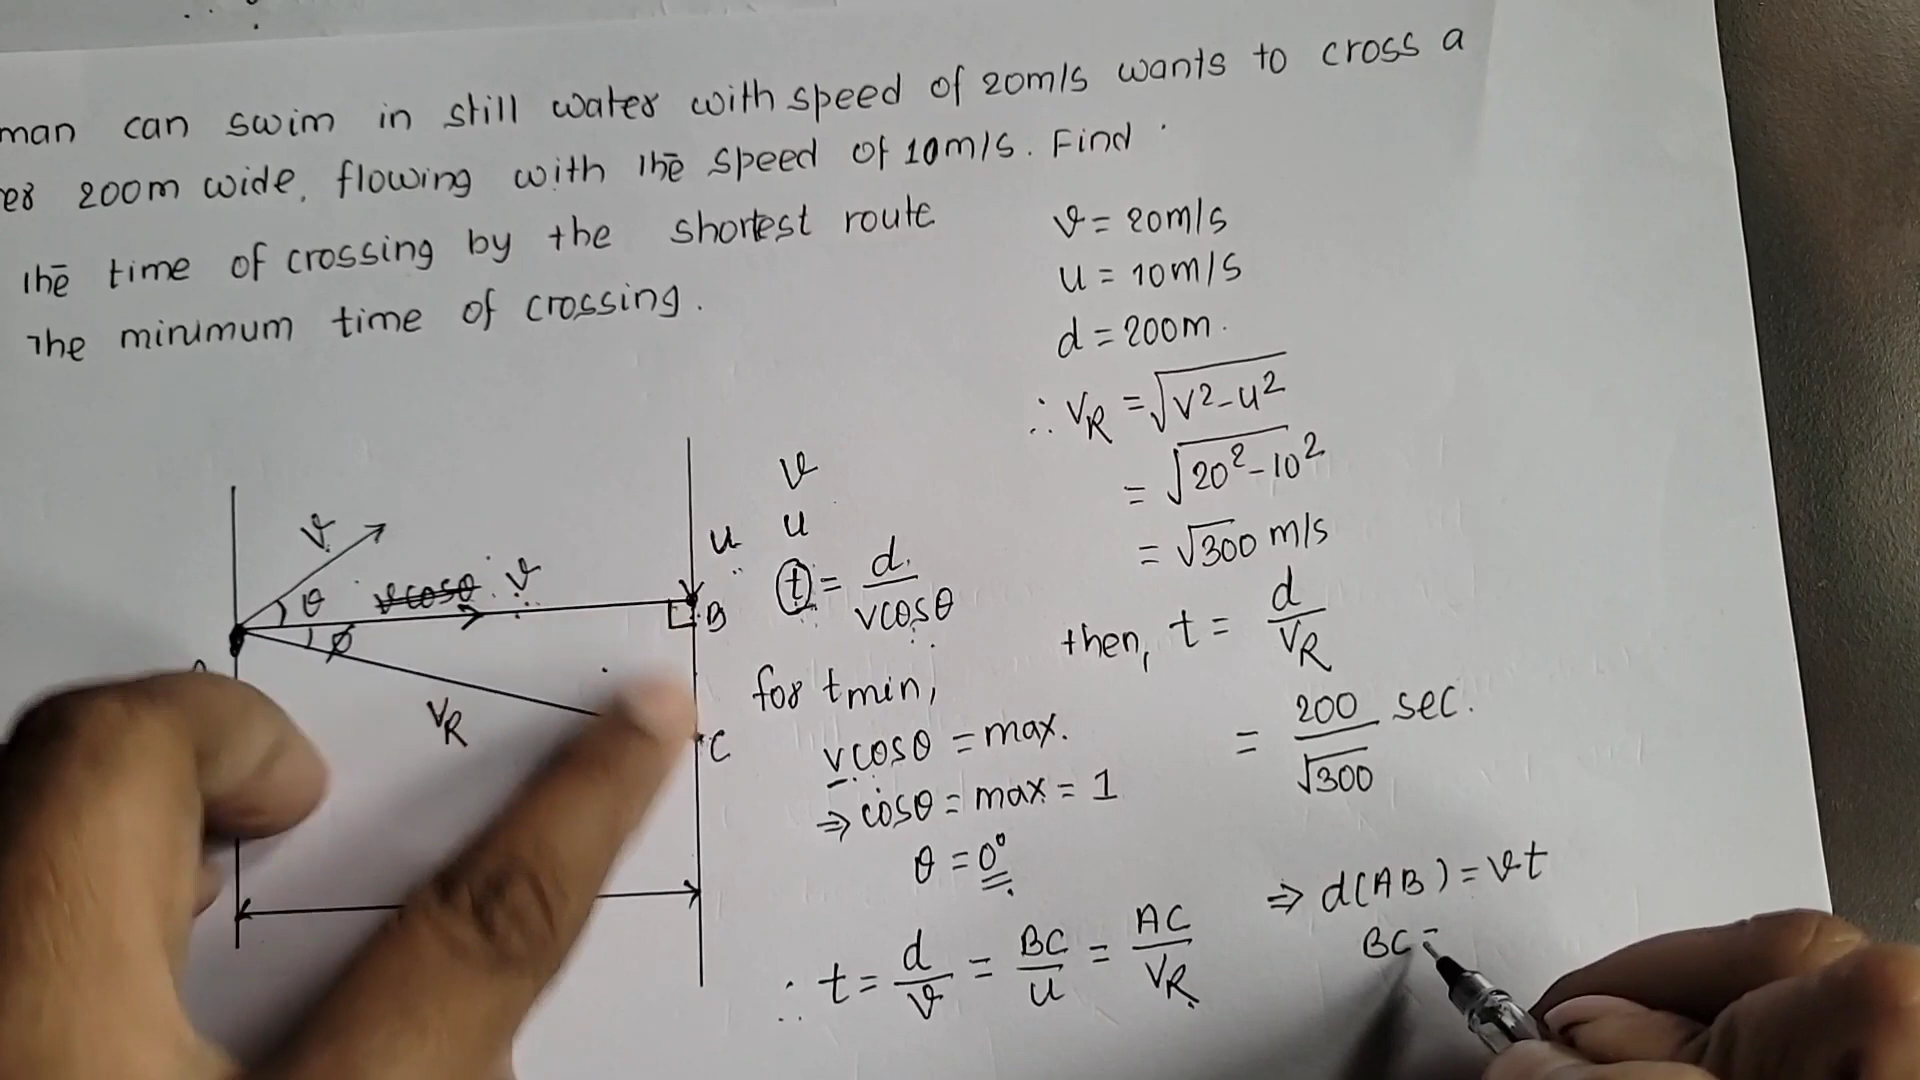 man can swim in still water with speed of 20m/s wants to cross a
er 200m wide, flowing with the speed of 10m/s. Find
the time of crossing by the shortest route
The minimum time of crossing.
v = 20m/s
u = 10m/s
d = 200m.
∴ VR = √V²-u²
= √20²-10²
= √300 m/s
then, t = d/VR
= 200/√300 sec.
⇒ d(AB) = vt
BC =
v
u
t = d/vcosθ
for tmin,
vcosθ = max.
⇒ cosθ = max = 1
θ = 0°
∴ t = d/v = BC/u = AC/VR
v
θ
v
u
B
φ
VR
C